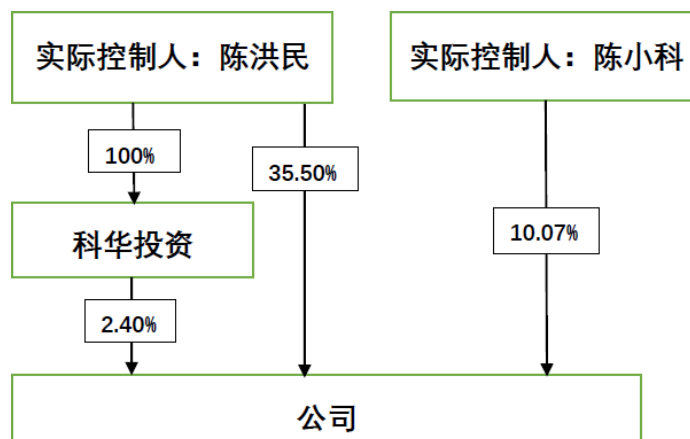 实际控制人：陈洪民
实际控制人：陈小科
100%
35.50%
科华投资
10.07%
2.40%
公司